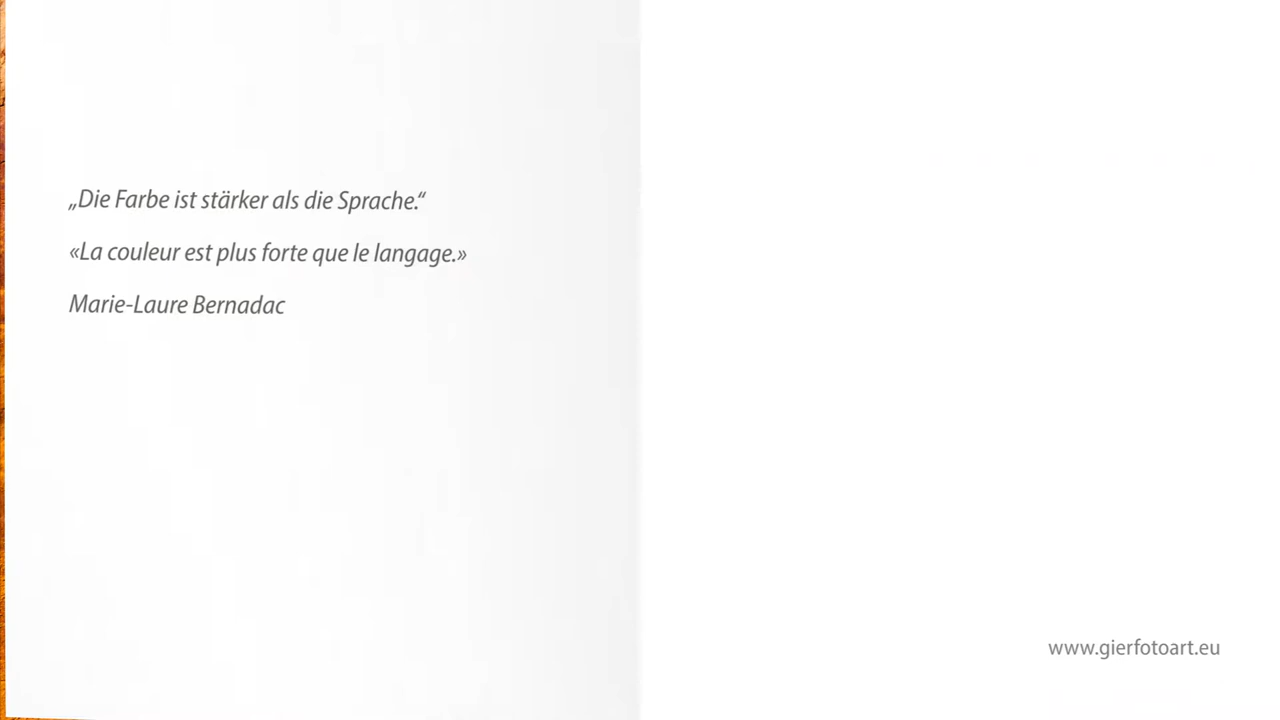 „Die Farbe ist stärker als die Sprache.“
«La couleur est plus forte que le langage.»
Marie-Laure Bernadac
www.gierfotoart.eu